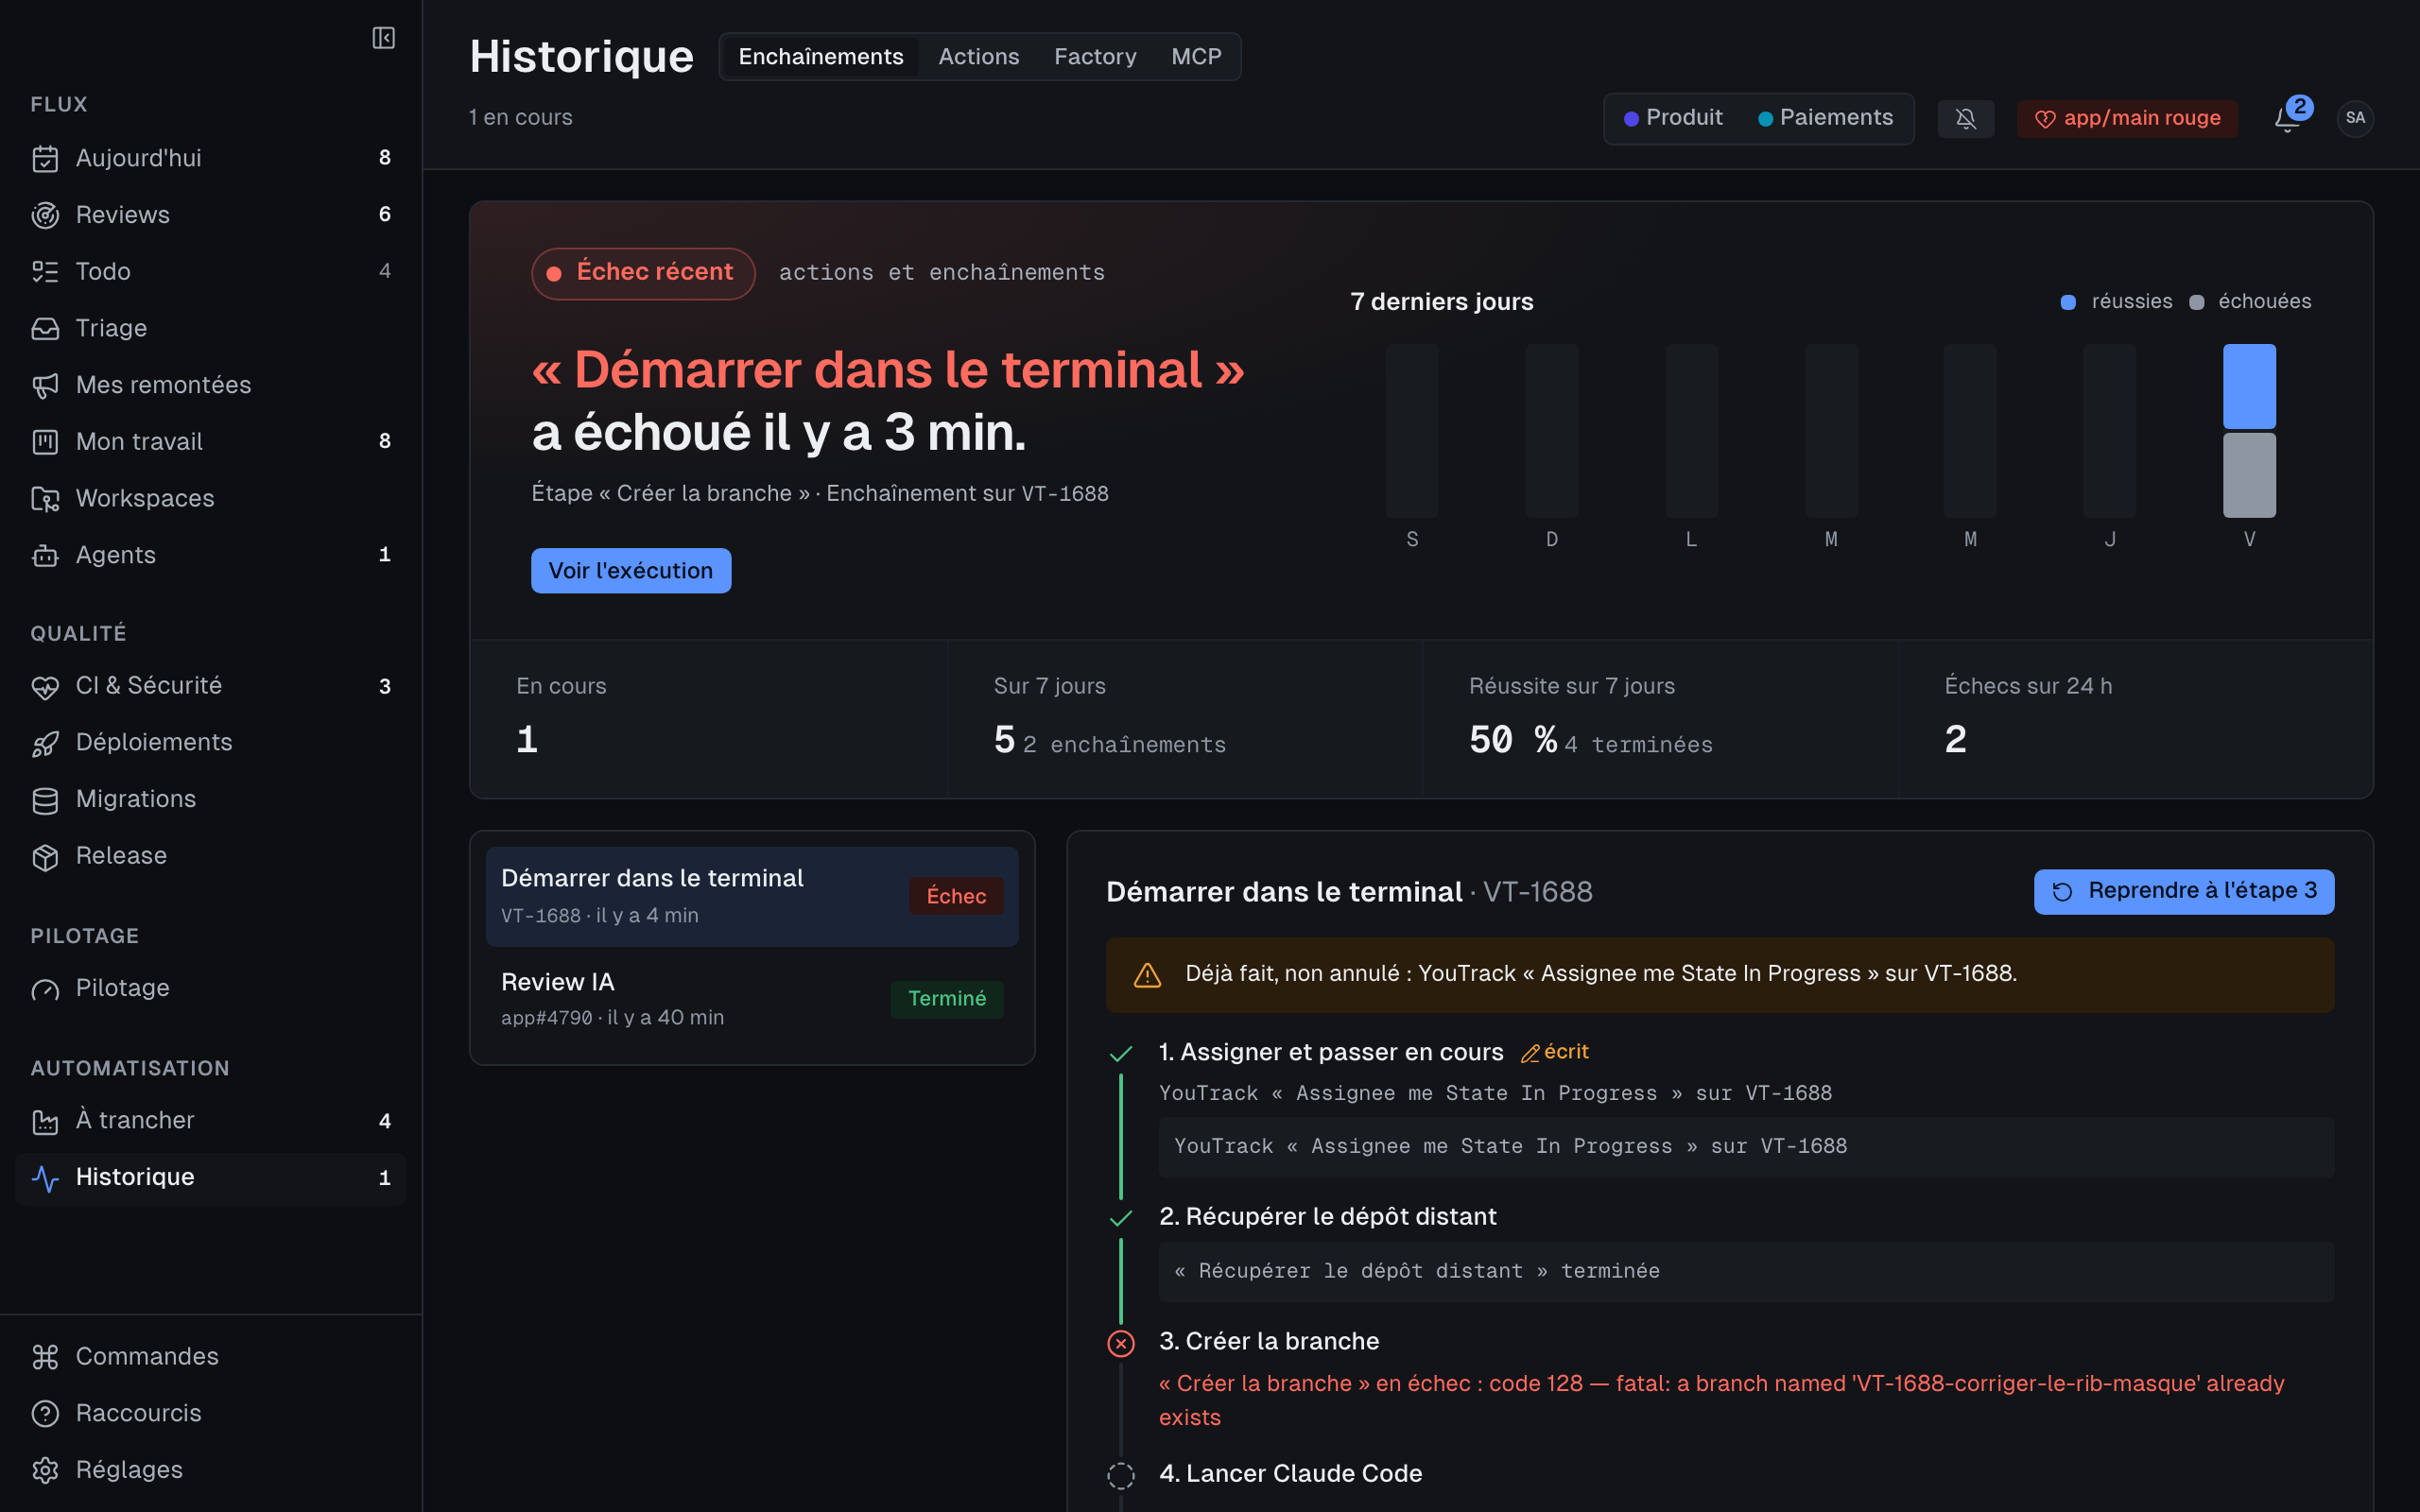 FLUX
Aujourd'hui 8
Reviews 6
Todo 4
Triage
Mes remontées
Mon travail 8
Workspaces
Agents 1
QUALITÉ
CI & Sécurité 3
Déploiements
Migrations
Release
PILOTAGE
Pilotage
AUTOMATISATION
À trancher 4
Historique 1
Commandes
Raccourcis
Réglages
Historique Enchaînements Actions Factory MCP
1 en cours
Produit Paiements app/main rouge 2 SA
Échec récent actions et enchaînements
« Démarrer dans le terminal »
a échoué il y a 3 min.
Étape « Créer la branche » · Enchaînement sur VT-1688
Voir l'exécution
7 derniers jours réussies échouées
S D L M M J V
En cours
1
Sur 7 jours
5 2 enchaînements
Réussite sur 7 jours
50 % 4 terminées
Échecs sur 24 h
2
Démarrer dans le terminal
VT-1688 · il y a 4 min
Échec
Review IA
app#4790 · il y a 40 min
Terminé
Démarrer dans le terminal · VT-1688
Reprendre à l'étape 3
Déjà fait, non annulé : YouTrack « Assignee me State In Progress » sur VT-1688.
1. Assigner et passer en cours écrit
YouTrack « Assignee me State In Progress » sur VT-1688
YouTrack « Assignee me State In Progress » sur VT-1688
2. Récupérer le dépôt distant
« Récupérer le dépôt distant » terminée
3. Créer la branche
« Créer la branche » en échec : code 128 — fatal: a branch named 'VT-1688-corriger-le-rib-masque' already
exists
4. Lancer Claude Code